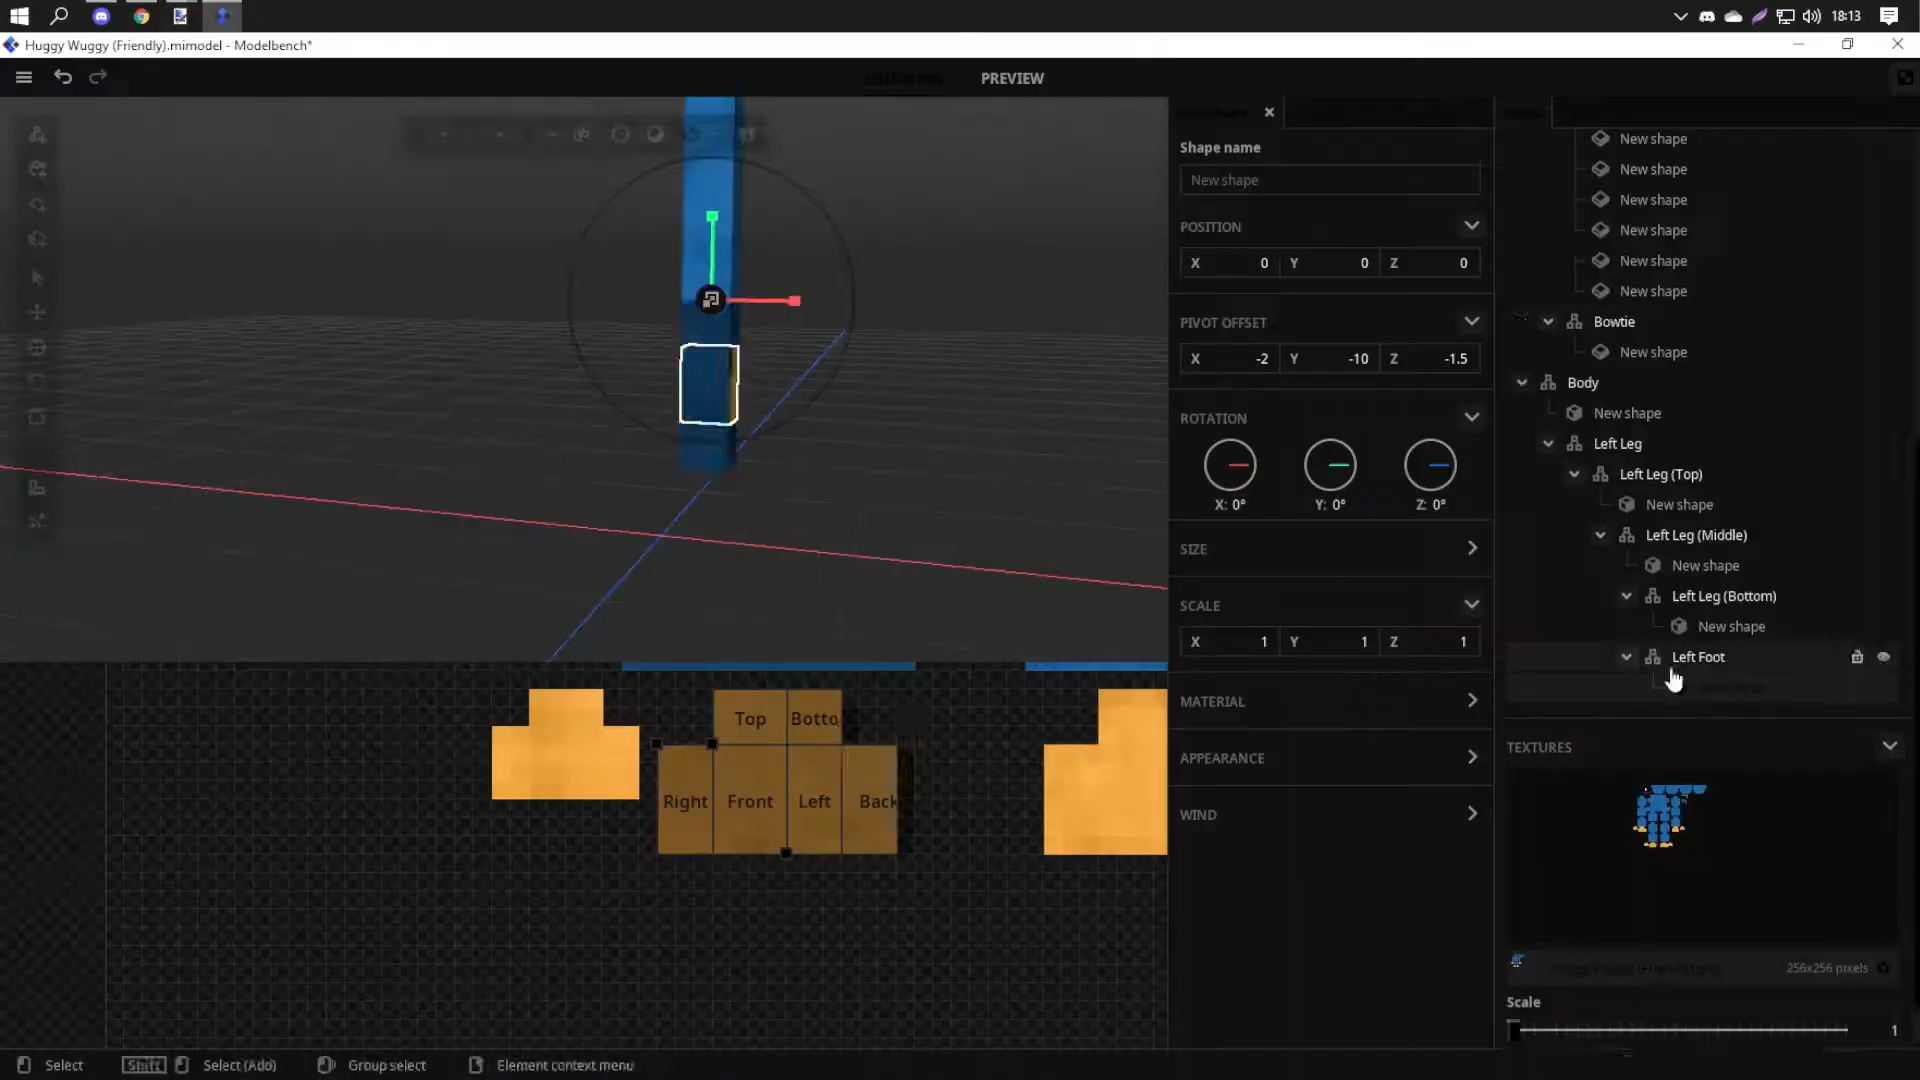 18:13
Huggy Wuggy (Friendly).mimodel - Modelbench*
PREVIEW
Shape name
New shape
POSITION
X 0 Y 0 Z 0
PIVOT OFFSET
X -2 Y -10 Z -1.5
ROTATION
X: 0° Y: 0° Z: 0°
SIZE
SCALE
X 1 Y 1 Z 1
MATERIAL
APPEARANCE
WIND
New shape
New shape
New shape
New shape
New shape
New shape
Bowtie
New shape
Body
New shape
Left Leg
Left Leg (Top)
New shape
Left Leg (Middle)
New shape
Left Leg (Bottom)
New shape
Left Foot
TEXTURES
256x256 pixels
Scale
1
Top Botto
Right Front Left Back
Select Shift Select (Add) Group select Element context menu